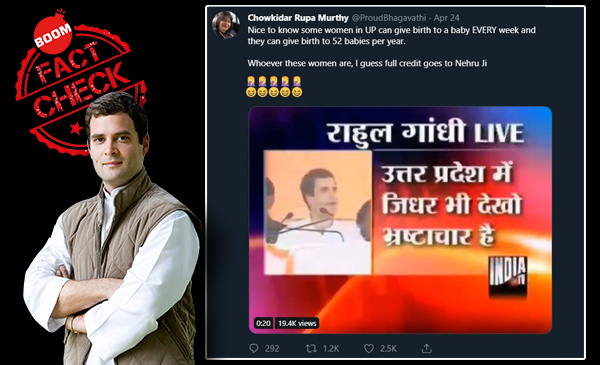 BOOM
FACT
CHECK
Chowkidar Rupa Murthy @ProudBhagavathi · Apr 24
Nice to know some women in UP can give birth to a baby EVERY week and
they can give birth to 52 babies per year.
Whoever these women are, I guess full credit goes to Nehru Ji
राहुल गांधी LIVE
उत्तर प्रदेश में
जिधर भी देखो
भ्रष्टाचार है
INDIA
TV
0:20 19.4K views
292 1.2K 2.5K